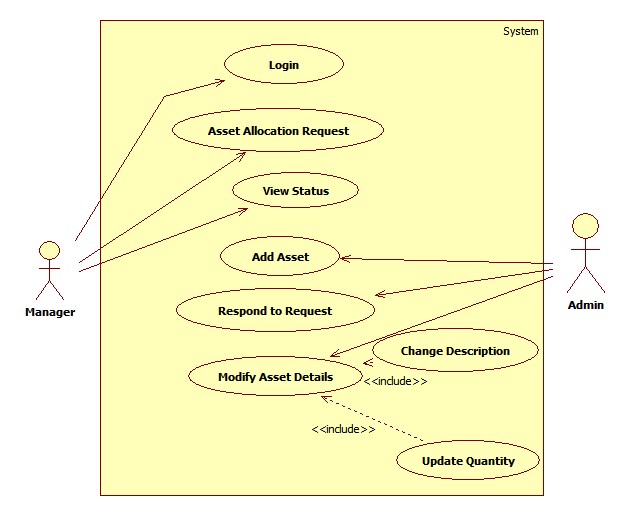 System
Login
Asset Allocation Request
View Status
Add Asset
Manager
Admin
Respond to Request
Change Description
Modify Asset Details
<<include>>
<<include>>
Update Quantity